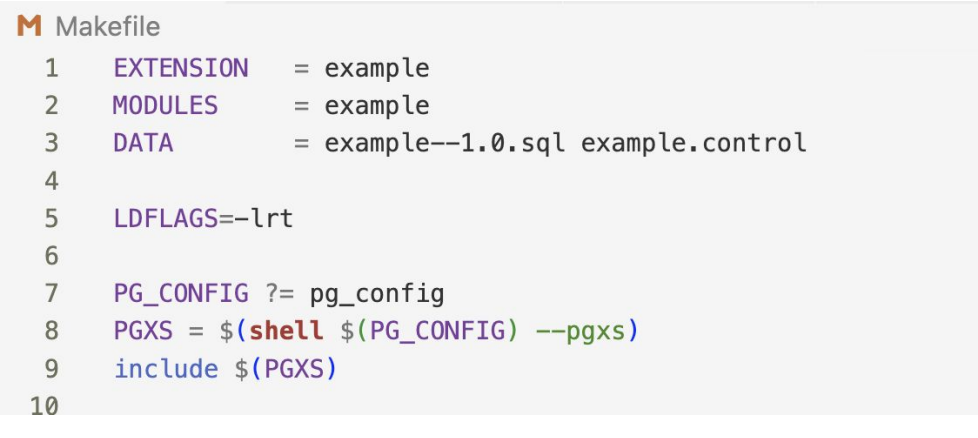 M Makefile
1 EXTENSION = example
2 MODULES = example
3 DATA = example--1.0.sql example.control
4
5 LDFLAGS=-lrt
6
7 PG_CONFIG ?= pg_config
8 PGXS = $(shell $(PG_CONFIG) --pgxs)
9 include $(PGXS)
10